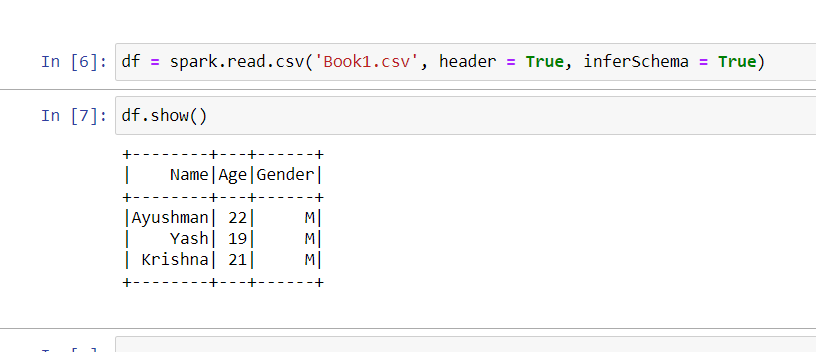 In [6]: df = spark.read.csv('Book1.csv', header = True, inferSchema = True)
In [7]: df.show()
+--------+---+------+
|    Name|Age|Gender|
+--------+---+------+
|Ayushman| 22|     M|
|    Yash| 19|     M|
| Krishna| 21|     M|
+--------+---+------+